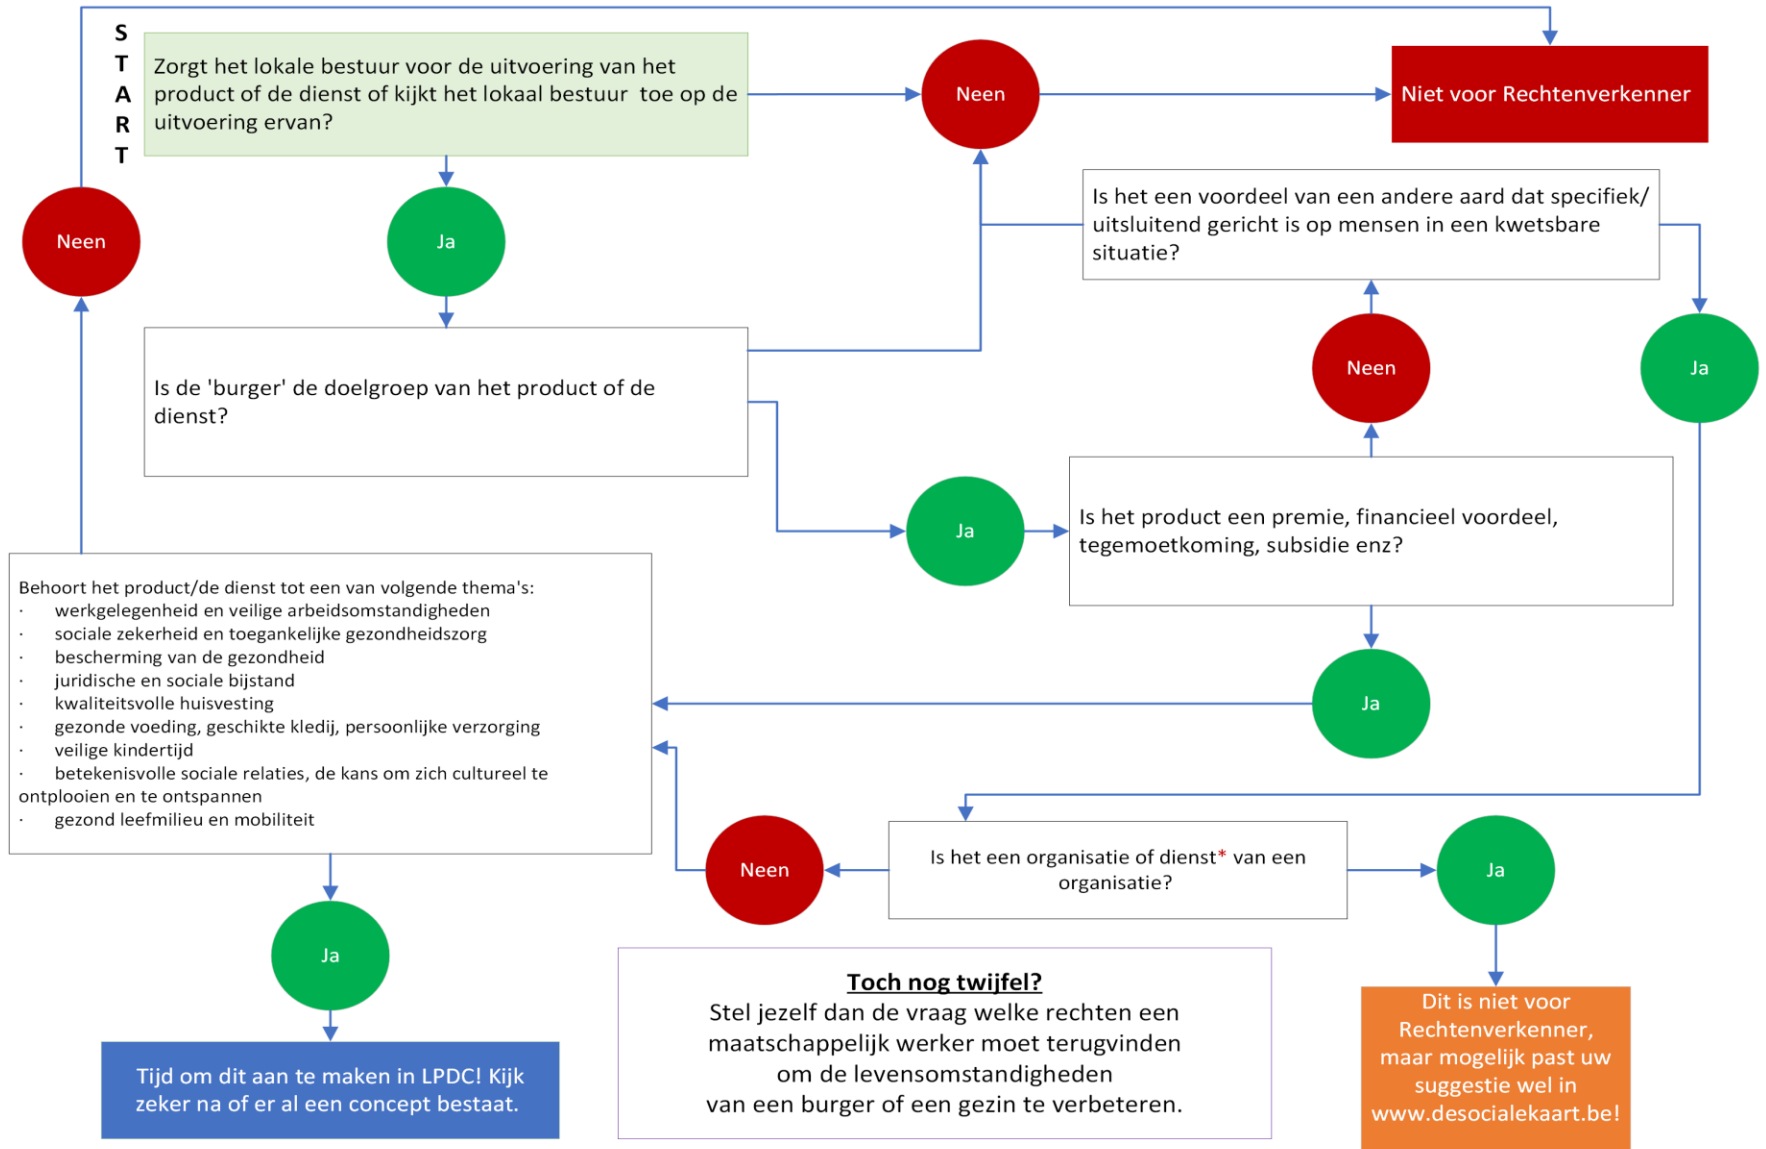 START
Zorgt het lokale bestuur voor de uitvoering van het
product of de dienst of kijkt het lokaal bestuur toe op de
uitvoering ervan?
Neen
Niet voor Rechtenverkenner
Neen
Ja
Is het een voordeel van een andere aard dat specifiek/
uitsluitend gericht is op mensen in een kwetsbare
situatie?
Is de 'burger' de doelgroep van het product of de
dienst?
Neen
Ja
Ja
Is het product een premie, financieel voordeel,
tegemoetkoming, subsidie enz?
Behoort het product/de dienst tot een van volgende thema's:
· werkgelegenheid en veilige arbeidsomstandigheden
· sociale zekerheid en toegankelijke gezondheidszorg
· bescherming van de gezondheid
· juridische en sociale bijstand
· kwaliteitsvolle huisvesting
· gezonde voeding, geschikte kledij, persoonlijke verzorging
· veilige kindertijd
· betekenisvolle sociale relaties, de kans om zich cultureel te
ontplooien en te ontspannen
· gezond leefmilieu en mobiliteit
Ja
Neen
Is het een organisatie of dienst* van een
organisatie?
Ja
Ja
Toch nog twijfel?
Stel jezelf dan de vraag welke rechten een
maatschappelijk werker moet terugvinden
om de levensomstandigheden
van een burger of een gezin te verbeteren.
Dit is niet voor
Rechtenverkenner,
maar mogelijk past uw
suggestie wel in
www.desocialekaart.be!
Tijd om dit aan te maken in LPDC! Kijk
zeker na of er al een concept bestaat.